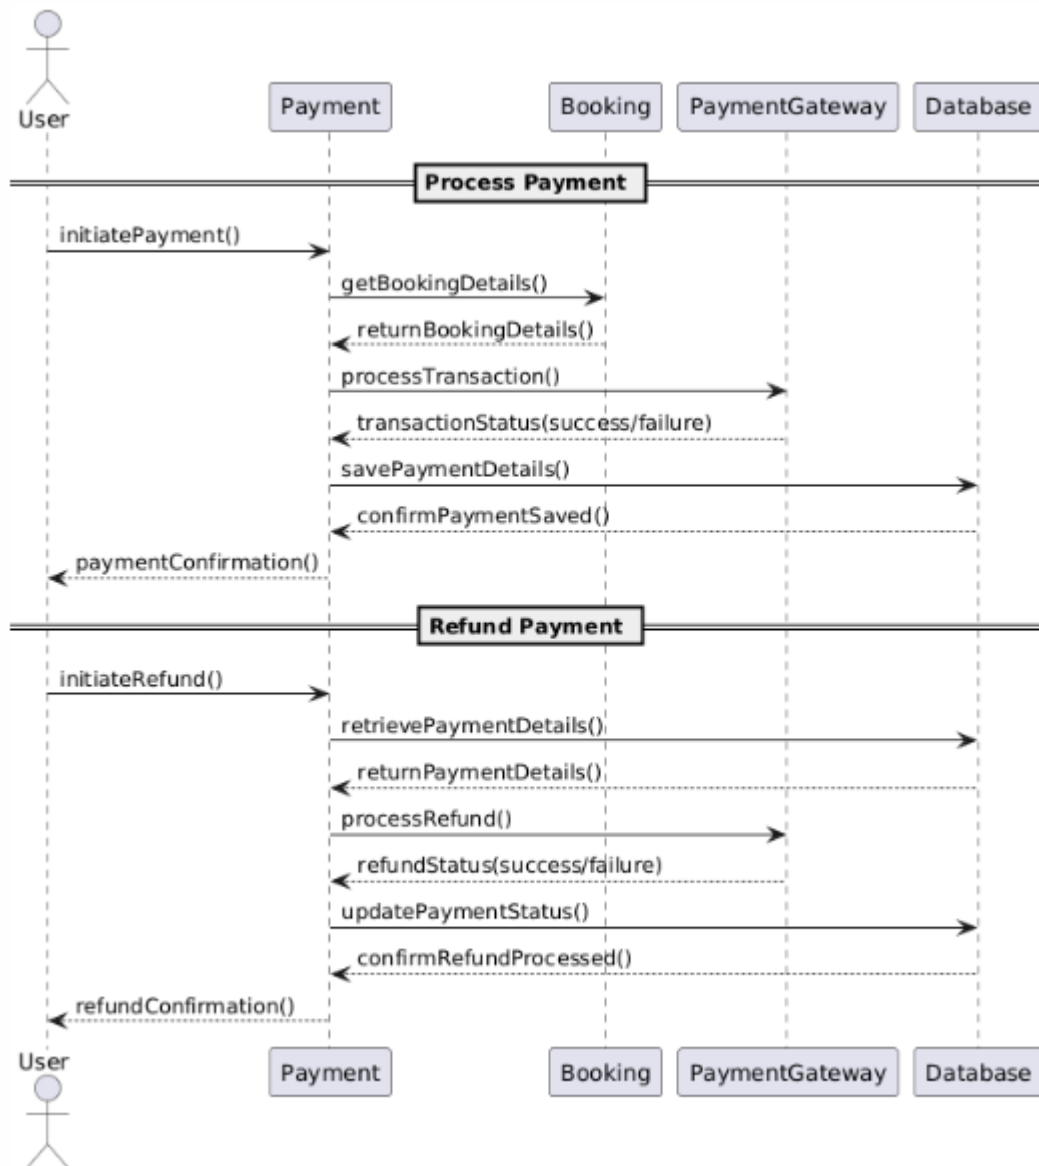 User
Payment
Booking
PaymentGateway
Database
Process Payment
initiatePayment()
getBookingDetails()
returnBookingDetails()
processTransaction()
transactionStatus(success/failure)
savePaymentDetails()
confirmPaymentSaved()
paymentConfirmation()
Refund Payment
initiateRefund()
retrievePaymentDetails()
returnPaymentDetails()
processRefund()
refundStatus(success/failure)
updatePaymentStatus()
confirmRefundProcessed()
refundConfirmation()
User
Payment
Booking
PaymentGateway
Database